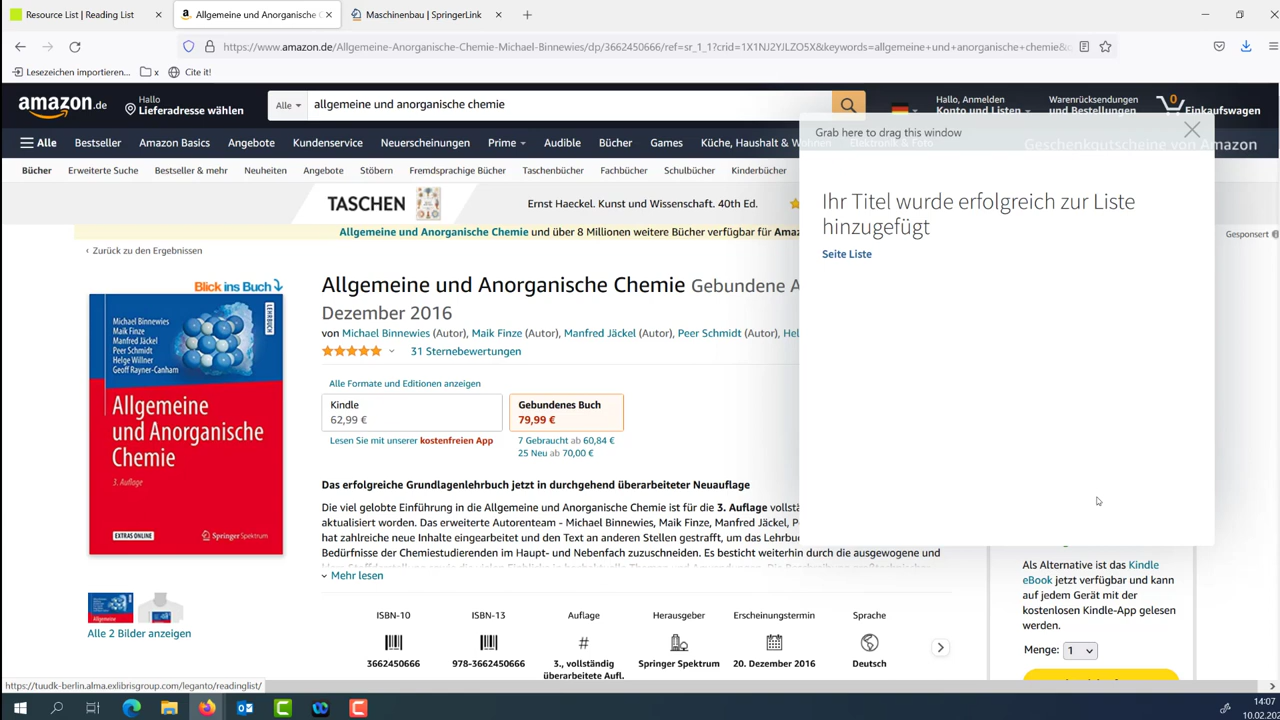 Resource List | Reading List
Allgemeine und Anorganische C
Maschinenbau | SpringerLink
https://www.amazon.de/Allgemeine-Anorganische-Chemie-Michael-Binnewies/dp/3662450666/ref=sr_1_1?crid=1X1NJ2YJLZO5X&keywords=allgemeine+und+anorganische+chemie&
Lesezeichen importieren...
x
Cite it!
amazon.de
Hallo
Lieferadresse wählen
Alle
allgemeine und anorganische chemie
Hallo, Anmelden
Konto und Listen
Warenrücksendungen
und Bestellungen
0
Einkaufswagen
Alle
Bestseller
Amazon Basics
Angebote
Kundenservice
Neuerscheinungen
Prime
Audible
Bücher
Games
Küche, Haushalt & Wohnen
Elektronik & Foto
Geschenkgutscheine von Amazon
Grab here to drag this window
Bücher
Erweiterte Suche
Bestseller & mehr
Neuheiten
Angebote
Stöbern
Fremdsprachige Bücher
Taschenbücher
Fachbücher
Schulbücher
Kinderbücher
TASCHEN
Ernst Haeckel. Kunst und Wissenschaft. 40th Ed.
Ihr Titel wurde erfolgreich zur Liste
hinzugefügt
Seite Liste
Gesponsert
Allgemeine und Anorganische Chemie und über 8 Millionen weitere Bücher verfügbar für Amaz
‹ Zurück zu den Ergebnissen
Blick ins Buch
Michael Binnewies
Maik Finze
Manfred Jäckel
Peer Schmidt
Helge Willner
Geoff Rayner-Canham
LEHRBUCH
Allgemeine
und Anorganische
Chemie
3. Auflage
EXTRAS ONLINE
Springer Spektrum
Alle 2 Bilder anzeigen
Allgemeine und Anorganische Chemie Gebundene A
Dezember 2016
von Michael Binnewies (Autor), Maik Finze (Autor), Manfred Jäckel (Autor), Peer Schmidt (Autor), Hel
31 Sternebewertungen
Alle Formate und Editionen anzeigen
Kindle
62,99 €
Gebundenes Buch
79,99 €
Lesen Sie mit unserer kostenfreien App
7 Gebraucht ab 60,84 €
25 Neu ab 70,00 €
Das erfolgreiche Grundlagenlehrbuch jetzt in durchgehend überarbeiteter Neuauflage
Die viel gelobte Einführung in die Allgemeine und Anorganische Chemie ist für die 3. Auflage vollstä
aktualisiert worden. Das erweiterte Autorenteam - Michael Binnewies, Maik Finze, Manfred Jäckel, P
hat zahlreiche neue Inhalte eingearbeitet und den Text an anderen Stellen gestrafft, um das Lehrbuc
Bedürfnisse der Chemiestudierenden im Haupt- und Nebenfach zuzuschneiden. Es besticht weiterhin durch die ausgewogene und
Mehr lesen
ISBN-10
3662450666
ISBN-13
978-3662450666
Auflage
#
3., vollständig
überarbeitete Aufl.
Herausgeber
Springer Spektrum
Erscheinungstermin
20. Dezember 2016
Sprache
Deutsch
Als Alternative ist das Kindle
eBook jetzt verfügbar und kann
auf jedem Gerät mit der
kostenlosen Kindle-App gelesen
werden.
Menge: 1
https://tuudk-berlin.alma.exlibrisgroup.com/leganto/readinglist/
14:07
10.02.202